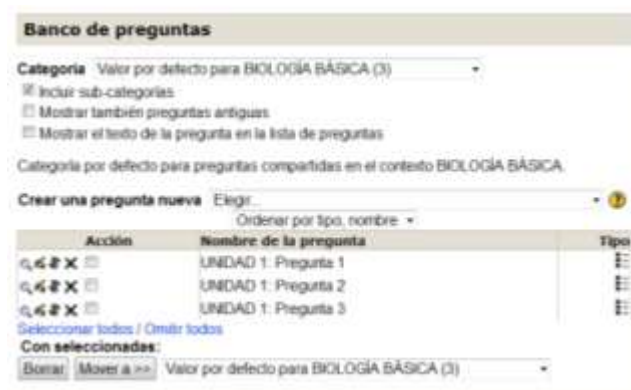 Banco de preguntas
Categoría Valor por defecto para BIOLOGÍA BÁSICA (3)
Incluir sub-categorías
Mostrar también preguntas antiguas
Mostrar el texto de la pregunta en la lista de preguntas
Categoría por defecto para preguntas compartidas en el contexto BIOLOGÍA BÁSICA.
Crear una pregunta nueva Elegir...
Ordenar por tipo, nombre
Acción Nombre de la pregunta Tipo
UNIDAD 1: Pregunta 1
UNIDAD 1: Pregunta 2
UNIDAD 1: Pregunta 3
Seleccionar todos / Omitir todos
Con seleccionadas:
Borrar Mover a >> Valor por defecto para BIOLOGÍA BÁSICA (3)